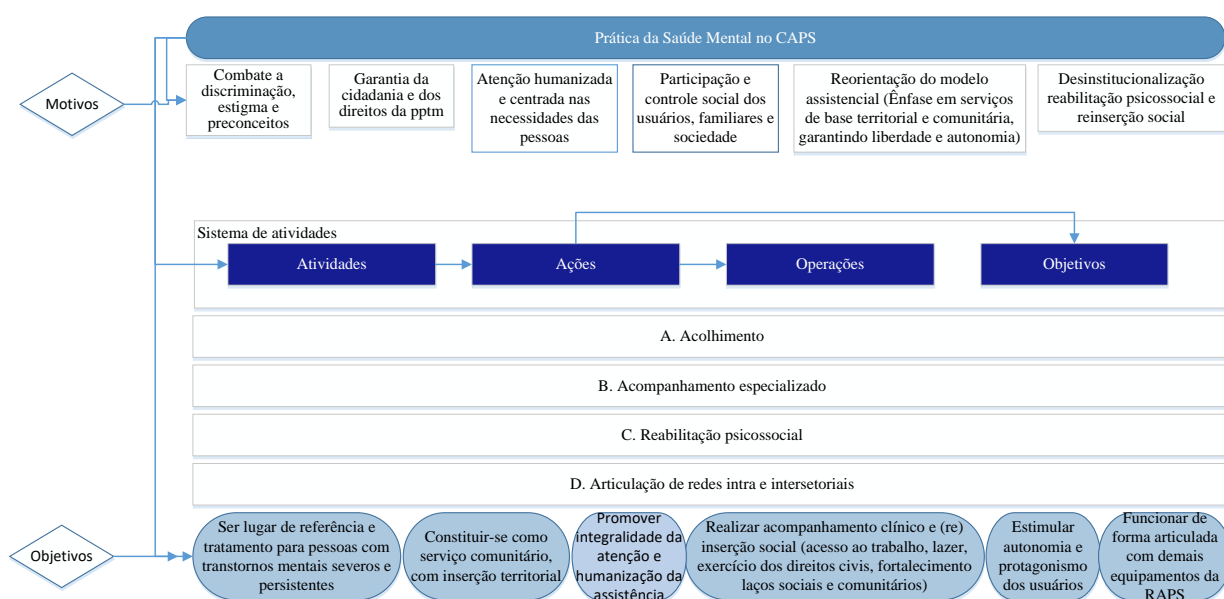 Prática da Saúde Mental no CAPS
Motivos
Combate a
discriminação,
estigma e
preconceitos
Garantia da
cidadania e dos
direitos da pptm
Atenção humanizada
e centrada nas
necessidades das
pessoas
Participação e
controle social dos
usuários, familiares e
sociedade
Reorientação do modelo
assistencial (Ênfase em serviços
de base territorial e comunitária,
garantindo liberdade e autonomia)
Desinstitucionalização
reabilitação psicossocial e
reinserção social
Sistema de atividades
Atividades
Ações
Operações
Objetivos
A. Acolhimento
B. Acompanhamento especializado
C. Reabilitação psicossocial
D. Articulação de redes intra e intersetoriais
Objetivos
Ser lugar de referência e
tratamento para pessoas com
transtornos mentais severos e
persistentes
Constituir-se como
serviço comunitário,
com inserção territorial
Promover
integralidade da
atenção e
humanização da
assistência.
Realizar acompanhamento clínico e (re)
inserção social (acesso ao trabalho, lazer,
exercício dos direitos civis, fortalecimento
laços sociais e comunitários)
Estimular
autonomia e
protagonismo
dos usuários
Funcionar de
forma articulada
com demais
equipamentos da
RAPS